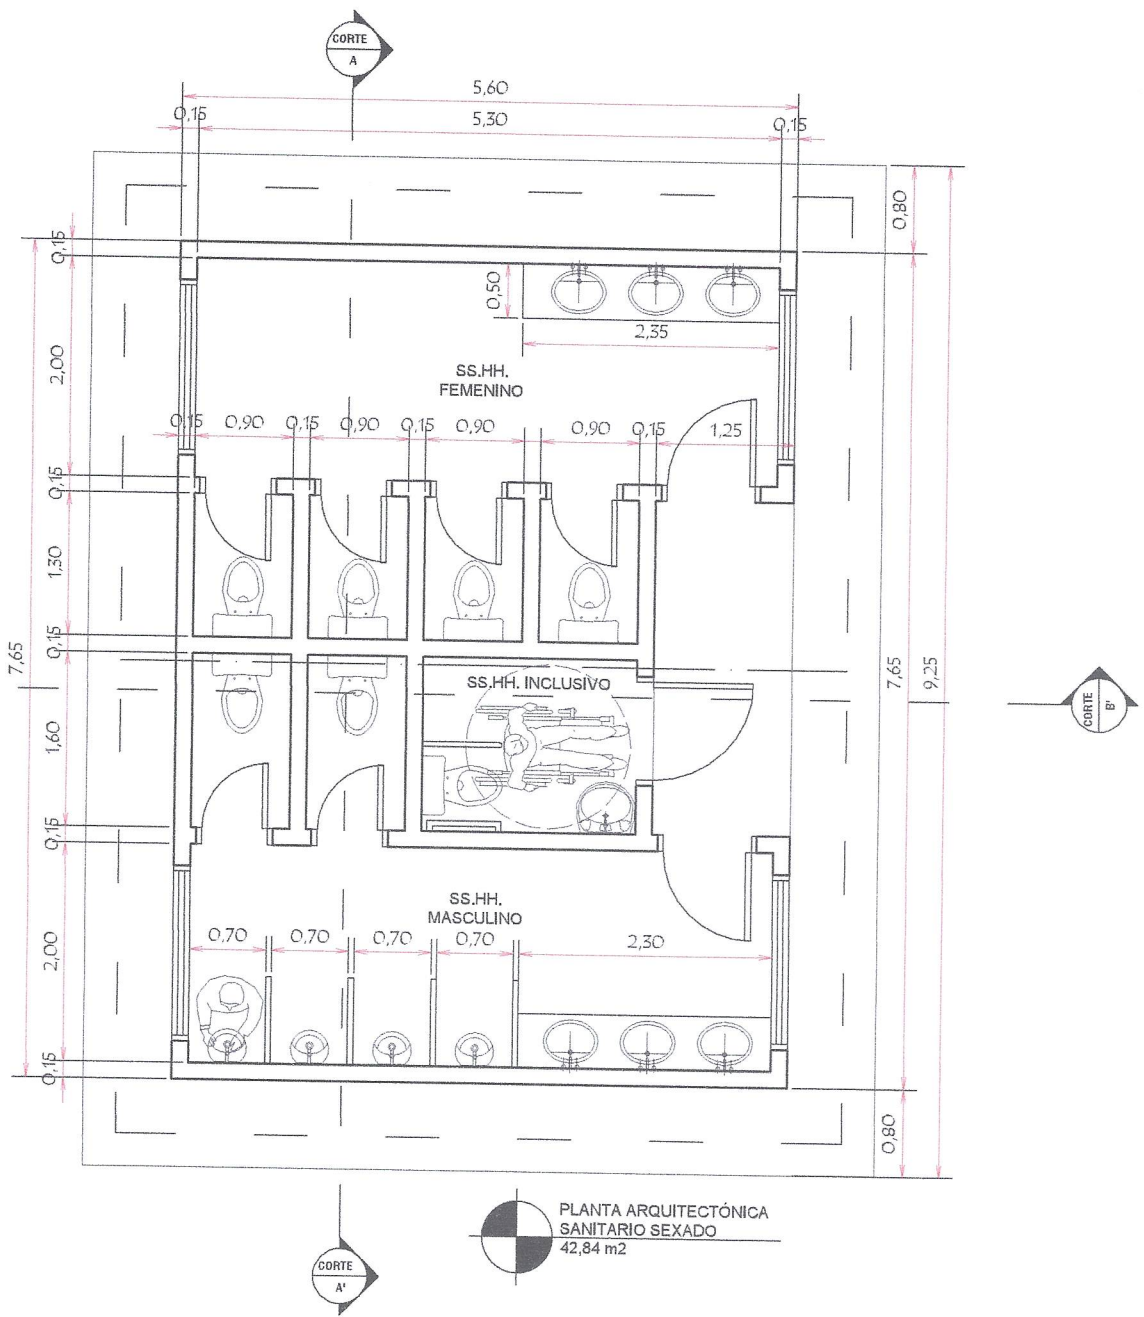 CORTE
A
5,60
0,15
5,30
0,15
0,80
0,15
0,50
2,35
2,00
SS.HH.
FEMENINO
0,15
0,90
0,15
0,90
0,15
0,90
0,90
0,15
1,25
0,15
1,30
0,15
7,65
7,65
9,25
SS.HH. INCLUSIVO
CORTE
B'
1,60
0,15
SS.HH.
MASCULINO
0,70
0,70
0,70
0,70
2,30
2,00
0,15
0,80
PLANTA ARQUITECTÓNICA
SANITARIO SEXADO
42,84 m2
CORTE
A'